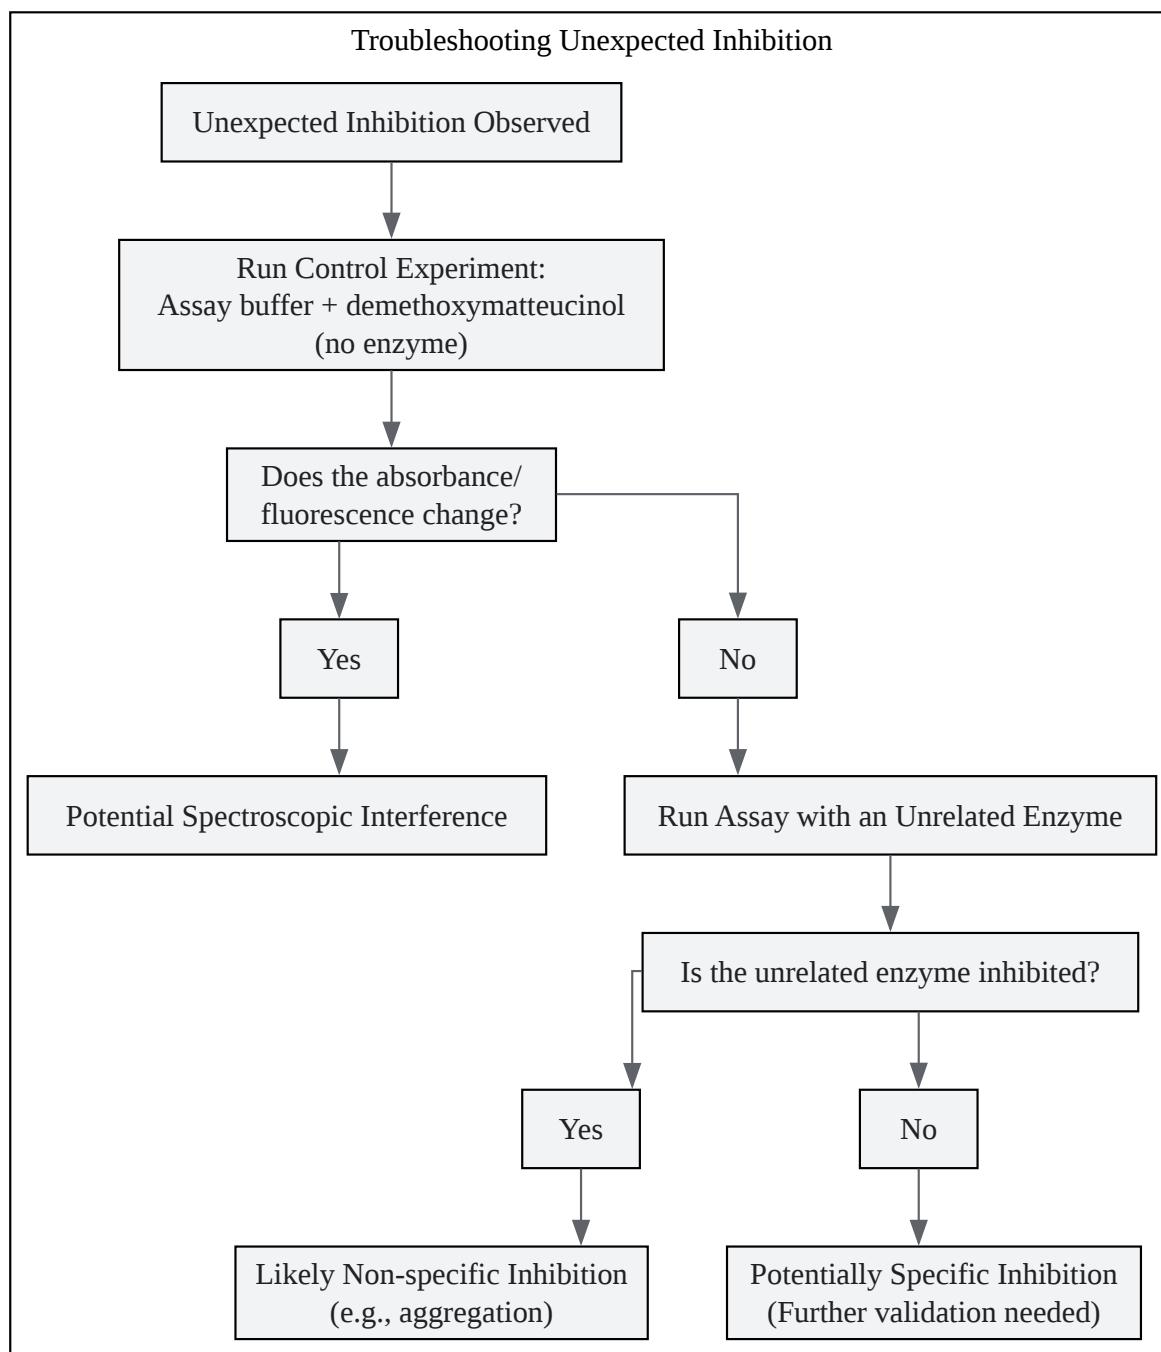 Troubleshooting Unexpected Inhibition
Unexpected Inhibition Observed
Run Control Experiment:
Assay buffer + demethoxymatteucinol
(no enzyme)
Does the absorbance/
fluorescence change?
Yes
No
Potential Spectroscopic Interference
Run Assay with an Unrelated Enzyme
Is the unrelated enzyme inhibited?
Yes
No
Likely Non-specific Inhibition
(e.g., aggregation)
Potentially Specific Inhibition
(Further validation needed)